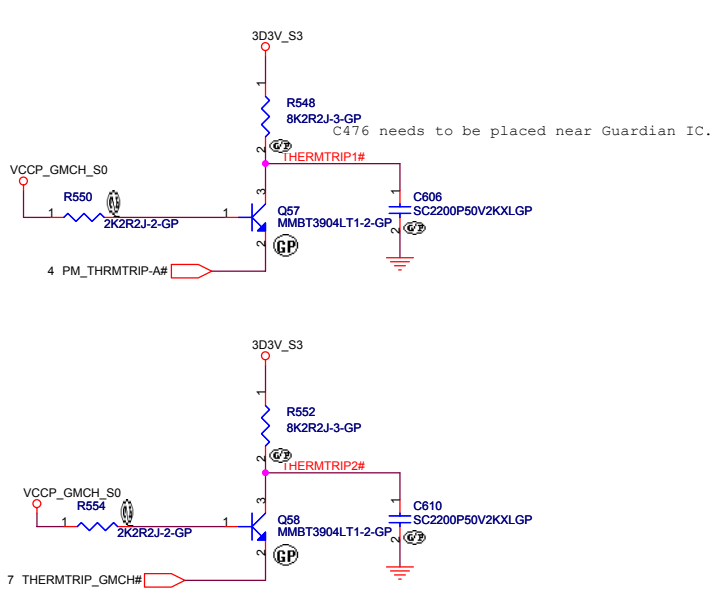 3D3V_S3
1
R548
8K2R2J-3-GP
C476 needs to be placed near Guardian IC.
2
G/P
THERMTRIP1#
VCCP_GMCH_S0
R550
1
2
G/P
2K2R2J-2-GP
1
3
Q57
MMBT3904LT1-2-GP
2
GP
1
C606
SC2200P50V2KXLGP
2
G/P
4 PM_THRMTRIP-A#
3D3V_S3
1
R552
8K2R2J-3-GP
2
G/P
THERMTRIP2#
VCCP_GMCH_S0
R554
1
2
G/P
2K2R2J-2-GP
1
3
Q58
MMBT3904LT1-2-GP
2
GP
1
C610
SC2200P50V2KXLGP
2
G/P
7 THERMTRIP_GMCH#